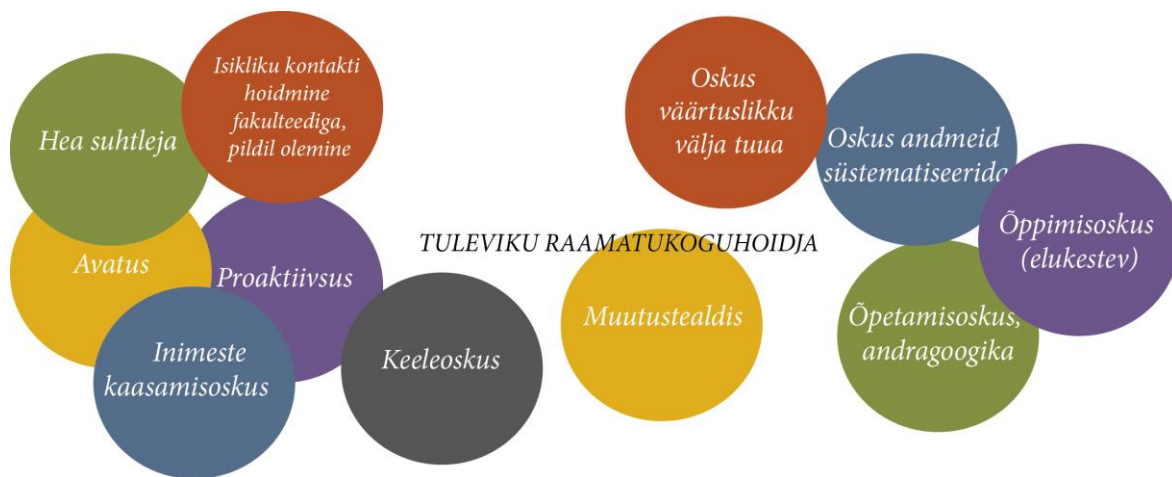 Hea suhtleja
Isikliku kontakti
hoidmine
fakulteediga,
pildil olemine
Avatus
Proaktiivsus
Inimeste
kaasamisoskus
Keeleoskus
TULEVIKU RAAMATUKOGUHOIDJA
Muutustealdis
Oskus
väärtuslikku
välja tuua
Oskus andmeid
süstematiseerida
Õppimisoskus
(elukestev)
Õpetamisoskus,
andragoogika